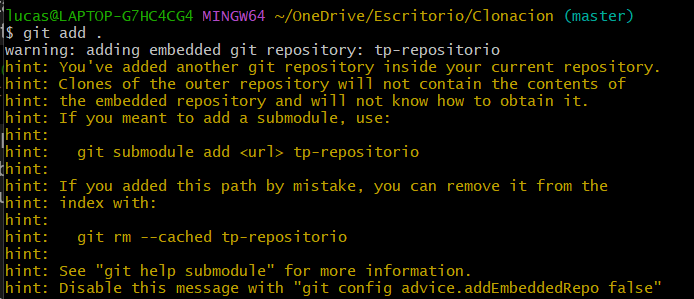 lucas@LAPTOP-G7HC4CG4 MINGW64 ~/OneDrive/Escritorio/Clonacion (master)
$ git add .
warning: adding embedded git repository: tp-repositorio
hint: You've added another git repository inside your current repository.
hint: Clones of the outer repository will not contain the contents of
hint: the embedded repository and will not know how to obtain it.
hint: If you meant to add a submodule, use:
hint:
hint:   git submodule add <url> tp-repositorio
hint:
hint: If you added this path by mistake, you can remove it from the
hint: index with:
hint:
hint:   git rm --cached tp-repositorio
hint:
hint: See "git help submodule" for more information.
hint: Disable this message with "git config advice.addEmbeddedRepo false"